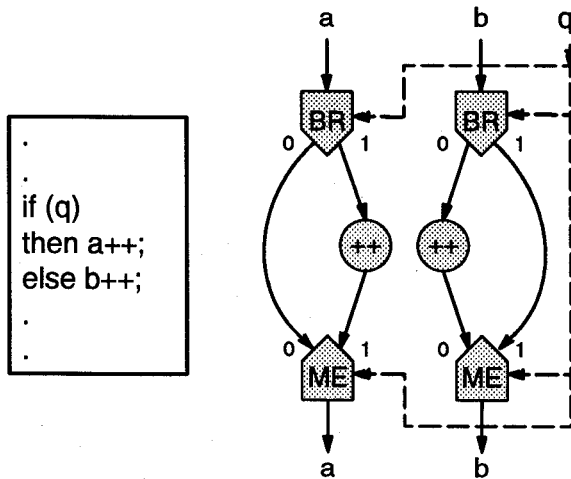 .
.
if (q)
then a++;
else b++;
.
.
a b q
BR BR
0 1 0 1
++ ++
0 1 0 1
ME ME
a b